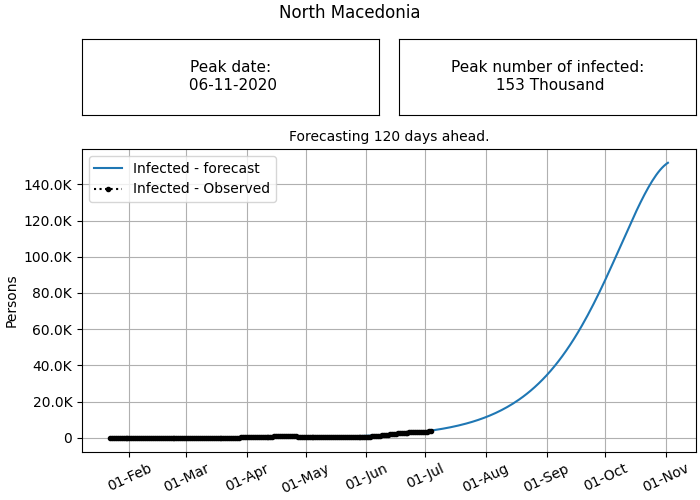 North Macedonia
Peak date:
06-11-2020
Peak number of infected:
153 Thousand
Forecasting 120 days ahead.
Infected - forecast
Infected - Observed
Persons
140.0K
120.0K
100.0K
80.0K
60.0K
40.0K
20.0K
0
01-Feb
01-Mar
01-Apr
01-May
01-Jun
01-Jul
01-Aug
01-Sep
01-Oct
01-Nov